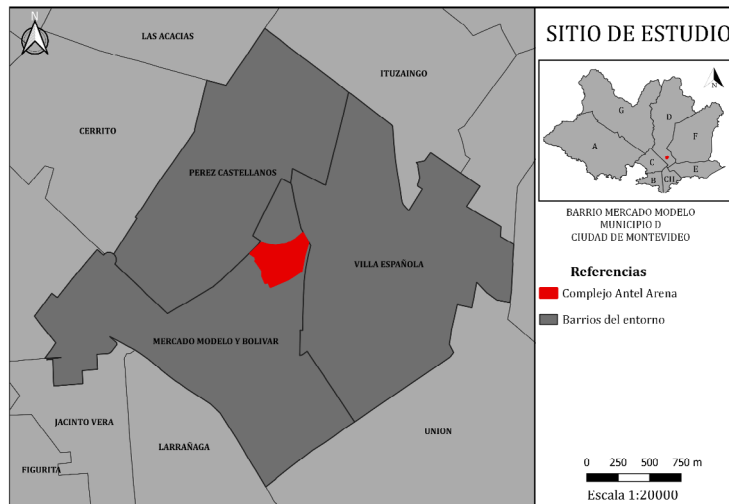 N
LAS ACACIAS
ITUZAINGO
CERRITO
PEREZ CASTELLANOS
VILLA ESPAÑOLA
MERCADO MODELO Y BOLIVAR
JACINTO VERA
LARRAÑAGA
UNION
FIGURITA
SITIO DE ESTUDIO
N
G
D
A
F
C
E
B
CH
BARRIO MERCADO MODELO
MUNICIPIO D
CIUDAD DE MONTEVIDEO
Referencias
Complejo Antel Arena
Barrios del entorno
0 250 500 750 m
Escala 1:20000